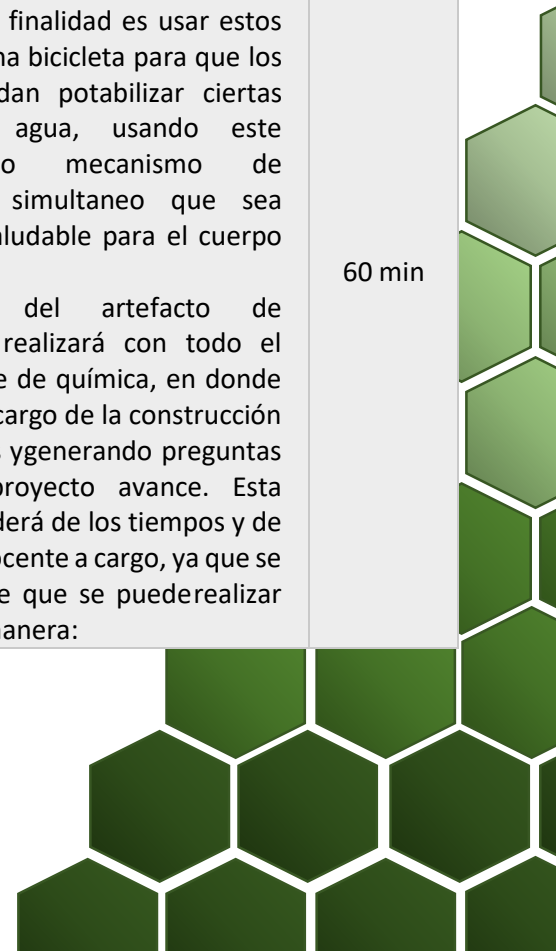 finalidad es usar estos
na bicicleta para que los
dan potabilizar ciertas
agua, usando este
o mecanismo de
simultaneo que sea
aludable para el cuerpo
60 min
del artefacto de
realizará con todo el
e de química, en donde
cargo de la construcción
s ygenerando preguntas
proyecto avance. Esta
derá de los tiempos y de
ocente a cargo, ya que se
e que se puederealizar
nanera: